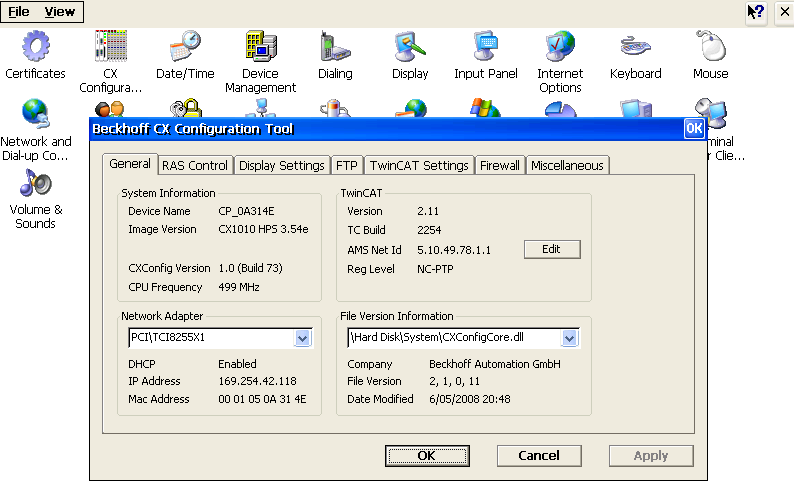 File View
Certificates
CX
Configura...
Date/Time
Device
Management
Dialing
Display
Input Panel
Internet
Options
Keyboard
Mouse
Network and
Dial-up Co...
Volume &
Sounds
Beckhoff CX Configuration Tool
OK
General RAS Control Display Settings FTP TwinCAT Settings Firewall Miscellaneous
System Information
Device Name CP_0A314E
Image Version CX1010 HPS 3.54e
CXConfig Version 1.0 (Build 73)
CPU Frequency 499 MHz
TwinCAT
Version 2.11
TC Build 2254
AMS Net Id 5.10.49.78.1.1
Edit
Reg Level NC-PTP
Network Adapter
PCI\TCI8255X1
DHCP Enabled
IP Address 169.254.42.118
Mac Address 00 01 05 0A 31 4E
File Version Information
\Hard Disk\System\CXConfigCore.dll
Company Beckhoff Automation GmbH
File Version 2, 1, 0, 11
Date Modified 6/05/2008 20:48
OK Cancel Apply